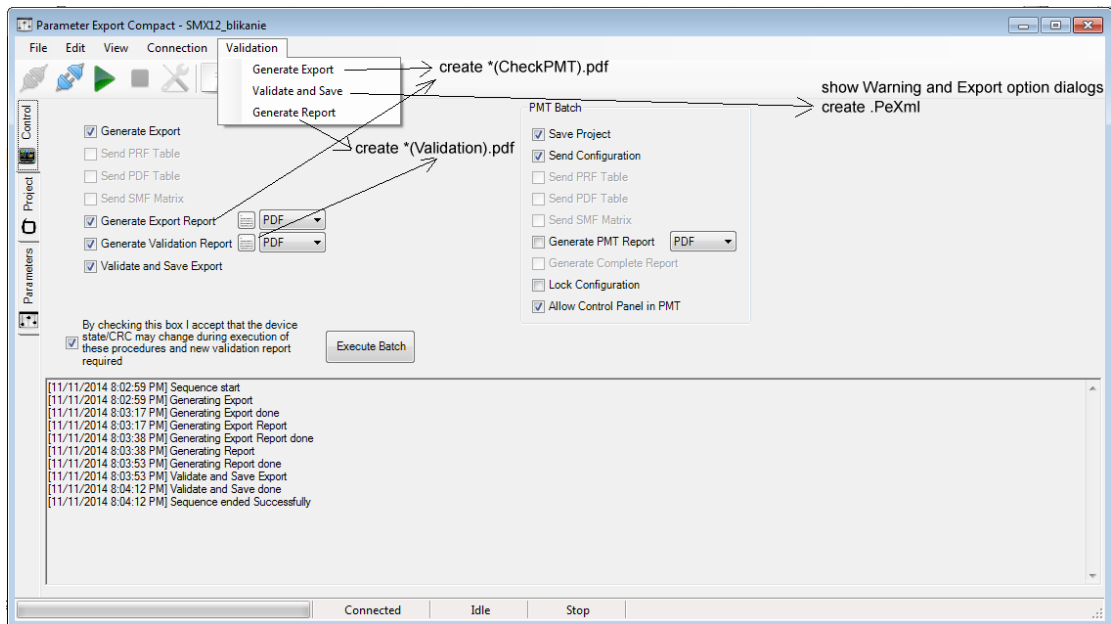 Parameter Export Compact - SMX12_blikanie
File Edit View Connection Validation
Generate Export
Validate and Save
Generate Report
create *(CheckPMT).pdf
show Warning and Export option dialogs
create .PeXml
create *(Validation).pdf
Control
Project
Parameters
Generate Export
Send PRF Table
Send PDF Table
Send SMF Matrix
Generate Export Report PDF
Generate Validation Report PDF
Validate and Save Export
PMT Batch
Save Project
Send Configuration
Send PRF Table
Send PDF Table
Send SMF Matrix
Generate PMT Report PDF
Generate Complete Report
Lock Configuration
Allow Control Panel in PMT
By checking this box I accept that the device
state/CRC may change during execution of
these procedures and new validation report
required
Execute Batch
[11/11/2014 8:02:59 PM] Sequence start
[11/11/2014 8:02:59 PM] Generating Export
[11/11/2014 8:03:17 PM] Generating Export done
[11/11/2014 8:03:17 PM] Generating Export Report
[11/11/2014 8:03:38 PM] Generating Export Report done
[11/11/2014 8:03:38 PM] Generating Report
[11/11/2014 8:03:53 PM] Generating Report done
[11/11/2014 8:03:53 PM] Validate and Save Export
[11/11/2014 8:04:12 PM] Validate and Save done
[11/11/2014 8:04:12 PM] Sequence ended Successfully
Connected Idle Stop